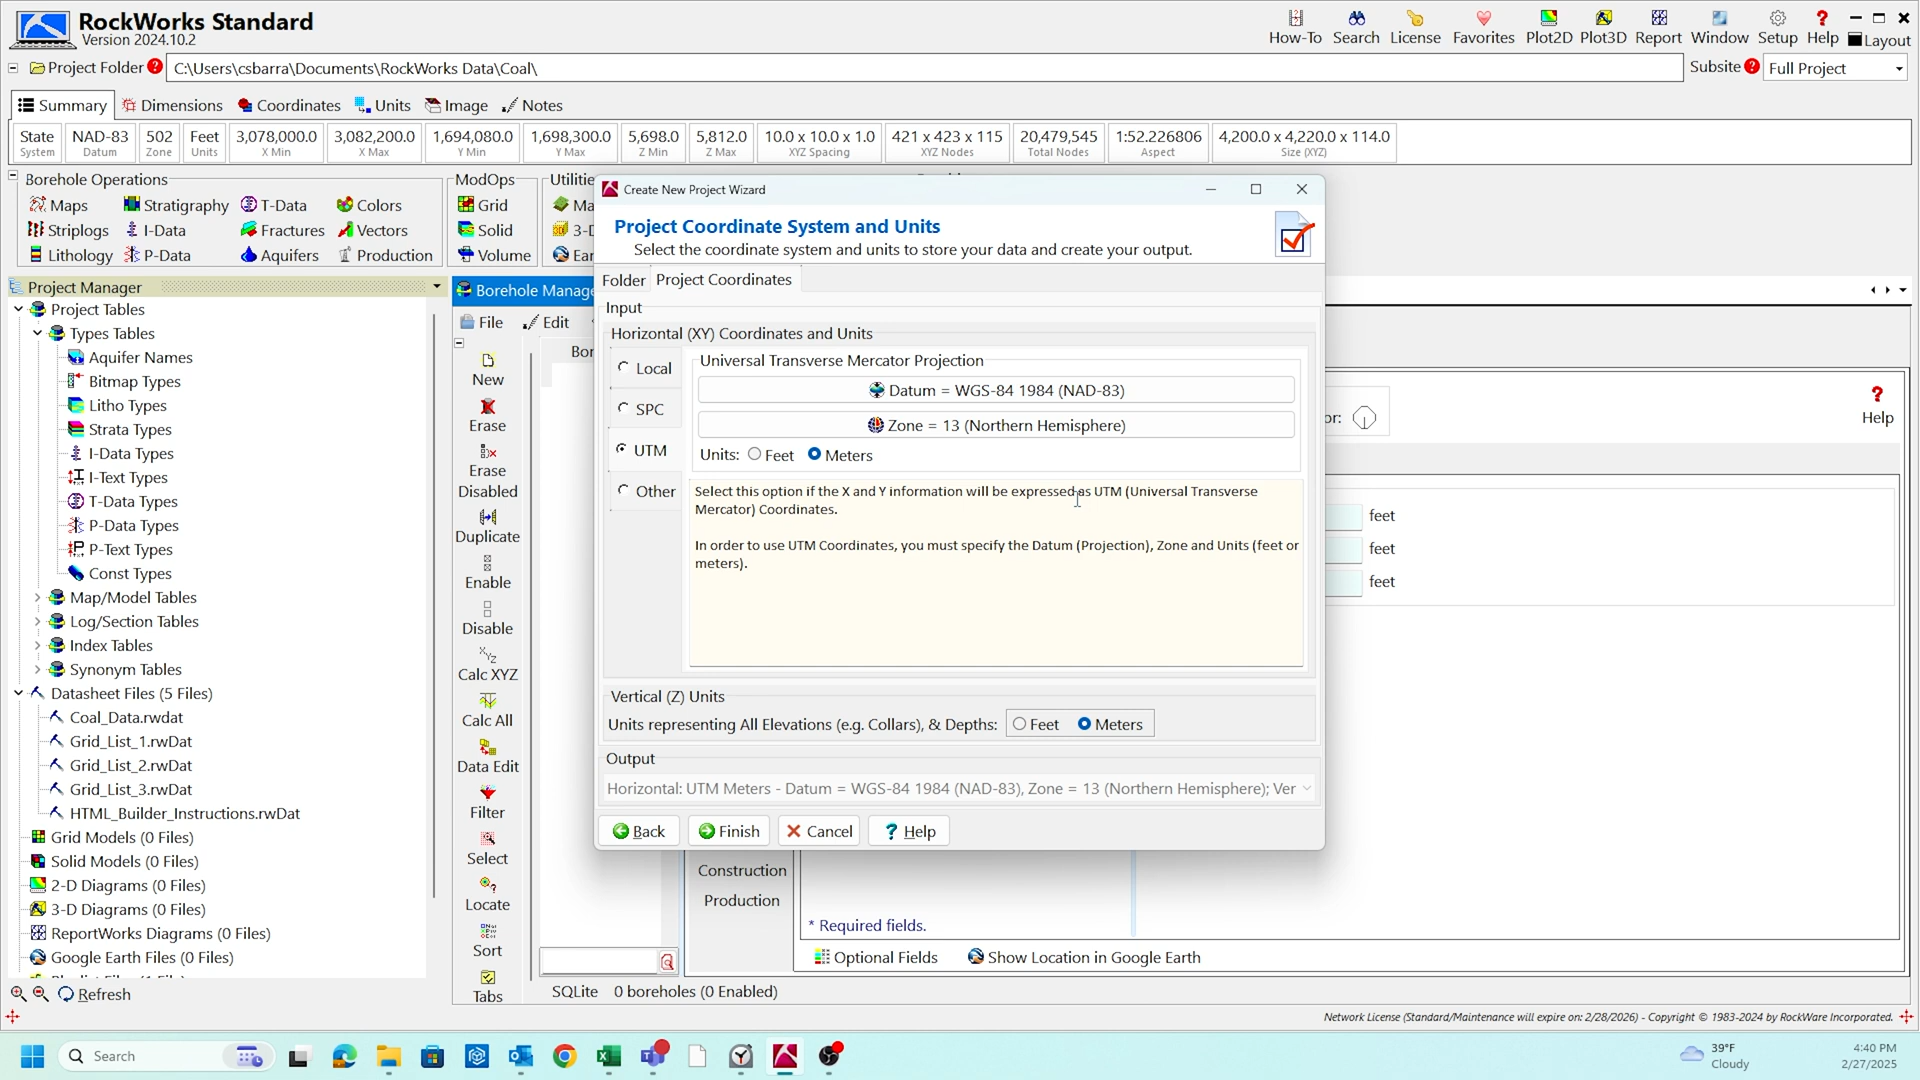 RockWorks Standard
Version 2024.10.2
How-To Search License Favorites Plot2D Plot3D Report Window Setup Help Layout
Project Folder C:\Users\csbarra\Documents\RockWorks Data\Coal\ Subsite Full Project
Summary Dimensions Coordinates Units Image Notes
State NAD-83 502 Feet 3,078,000.0 3,082,200.0 1,694,080.0 1,698,300.0 5,698.0 5,812.0 10.0 x 10.0 x 1.0 421 x 423 x 115 20,479,545 1:52.226806 4,200.0 x 4,220.0 x 114.0
System Datum Zone Units X Min X Max Y Min Y Max Z Min Z Max XYZ Spacing XYZ Nodes Total Nodes Aspect Size (XYZ)
Borehole Operations ModOps Utilitie
Maps Stratigraphy T-Data Colors Grid Ma
Striplogs I-Data Fractures Vectors Solid 3-D
Lithology P-Data Aquifers Production Volume Ear
Project Manager
Project Tables
Types Tables
Aquifer Names
Bitmap Types
Litho Types
Strata Types
I-Data Types
I-Text Types
T-Data Types
P-Data Types
P-Text Types
Const Types
Map/Model Tables
Log/Section Tables
Index Tables
Synonym Tables
Datasheet Files (5 Files)
Coal_Data.rwdat
Grid_List_1.rwDat
Grid_List_2.rwDat
Grid_List_3.rwDat
HTML_Builder_Instructions.rwDat
Grid Models (0 Files)
Solid Models (0 Files)
2-D Diagrams (0 Files)
3-D Diagrams (0 Files)
ReportWorks Diagrams (0 Files)
Google Earth Files (0 Files)
Refresh
Borehole Manage
File Edit
Bor
New
Erase
Erase
Disabled
Duplicate
Enable
Disable
Calc XYZ
Calc All
Data Edit
Filter
Select
Locate
Sort
Tabs
Create New Project Wizard
Project Coordinate System and Units
Select the coordinate system and units to store your data and create your output.
Folder Project Coordinates
Input
Horizontal (XY) Coordinates and Units
Local
SPC
UTM
Other
Universal Transverse Mercator Projection
Datum = WGS-84 1984 (NAD-83)
Zone = 13 (Northern Hemisphere)
Units: Feet Meters
Select this option if the X and Y information will be expressed as UTM (Universal Transverse
Mercator) Coordinates.
In order to use UTM Coordinates, you must specify the Datum (Projection), Zone and Units (feet or
meters).
Vertical (Z) Units
Units representing All Elevations (e.g. Collars), & Depths: Feet Meters
Output
Horizontal: UTM Meters - Datum = WGS-84 1984 (NAD-83), Zone = 13 (Northern Hemisphere); Ver
Back Finish Cancel Help
or:
Help
feet
feet
feet
Construction
Production
* Required fields.
Optional Fields Show Location in Google Earth
SQLite 0 boreholes (0 Enabled)
Network License (Standard/Maintenance will expire on: 2/28/2026) - Copyright © 1983-2024 by RockWare Incorporated.
Search
39°F
Cloudy
4:40 PM
2/27/2025